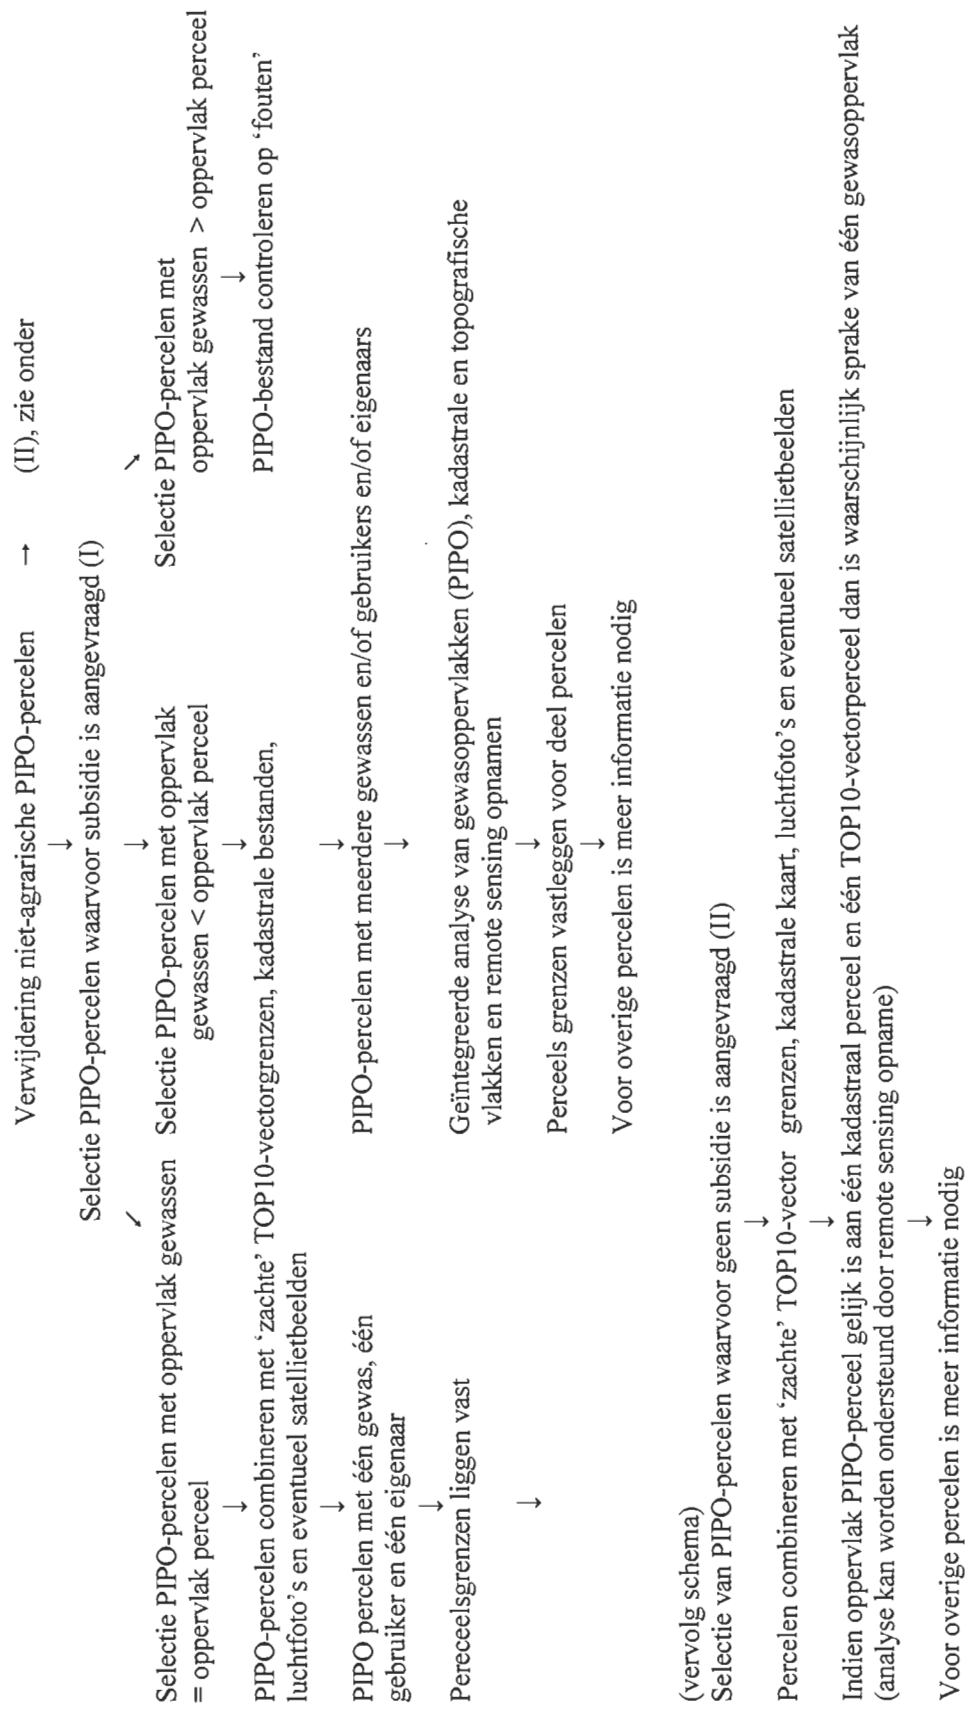 Verwijdering niet-agrarische PIPO-percelen → (II), zie onder
↓
Selectie PIPO-percelen waarvoor subsidie is aangevraagd (I)
↙ ↓ ↘
Selectie PIPO-percelen met oppervlak gewassen
= oppervlak perceel
Selectie PIPO-percelen met oppervlak
gewassen < oppervlak perceel
Selectie PIPO-percelen met
oppervlak gewassen > oppervlak perceel
↓ ↓ ↓
PIPO-percelen combineren met ‘zachte’ TOP10-vectorgrenzen, kadastrale bestanden,
luchtfoto’s en eventueel satellietbeelden
PIPO-bestand controleren op ‘fouten’
↓ ↓
PIPO percelen met één gewas, één
gebruiker en één eigenaar
PIPO-percelen met meerdere gewassen en/of gebruikers en/of eigenaars
↓ ↓
Perceelsgrenzen liggen vast
Geïntegreerde analyse van gewasoppervlakken (PIPO), kadastrale en topografische
vlakken en remote sensing opnamen
↓ ↓
Perceels grenzen vastleggen voor deel percelen
↓
Voor overige percelen is meer informatie nodig
(vervolg schema)
Selectie van PIPO-percelen waarvoor geen subsidie is aangevraagd (II)
↓
Percelen combineren met ‘zachte’ TOP10-vector grenzen, kadastrale kaart, luchtfoto’s en eventueel satellietbeelden
↓
Indien oppervlak PIPO-perceel gelijk is aan één kadastraal perceel en één TOP10-vectorperceel dan is waarschijnlijk sprake van één gewasoppervlak
(analyse kan worden ondersteund door remote sensing opname)
↓
Voor overige percelen is meer informatie nodig